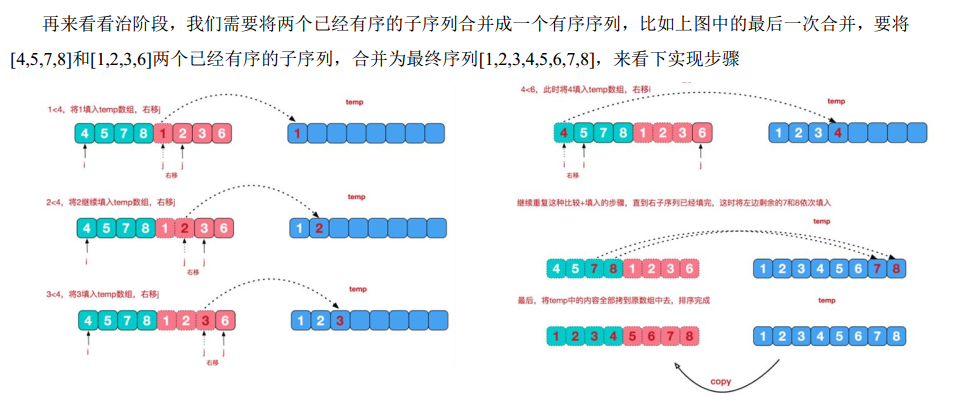 再来看看治阶段，我们需要将两个已经有序的子序列合并成一个有序序列，比如上图中的最后一次合并，要将
[4,5,7,8]和[1,2,3,6]两个已经有序的子序列，合并为最终序列[1,2,3,4,5,6,7,8]，来看下实现步骤
1<4，将1填入temp数组，右移j
temp
4 5 7 8 1 2 3 6
1
i
j
j
右移
2<4，将2继续填入temp数组，右移j
temp
4 5 7 8 1 2 3 6
1 2
i
j
j
右移
3<4，将3填入temp数组，右移j
temp
4 5 7 8 1 2 3 6
1 2 3
i
j
j
右移
4<6，此时将4填入temp数组，右移i
temp
4 5 7 8 1 2 3 6
1 2 3 4
i
i
j
右移
继续重复这种比较+填入的步骤，直到右子序列已经填完，这时将左边剩余的7和8依次填入
temp
4 5 7 8 1 2 3 6
1 2 3 4 5 6 7 8
最后，将temp中的内容全部拷到原数组中去，排序完成
temp
1 2 3 4 5 6 7 8
1 2 3 4 5 6 7 8
copy